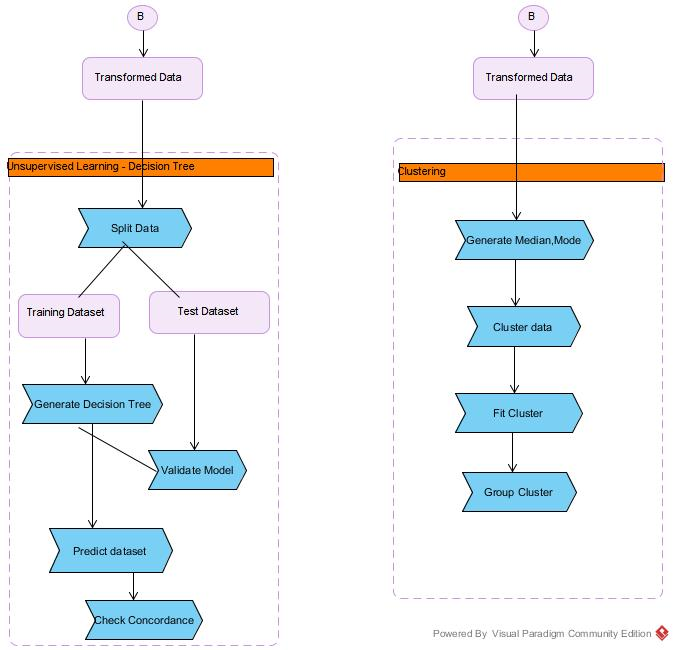 B
Transformed Data
Unsupervised Learning - Decision Tree
Split Data
Training Dataset
Test Dataset
Generate Decision Tree
Validate Model
Predict dataset
Check Concordance
B
Transformed Data
Clustering
Generate Median,Mode
Cluster data
Fit Cluster
Group Cluster
Powered By Visual Paradigm Community Edition